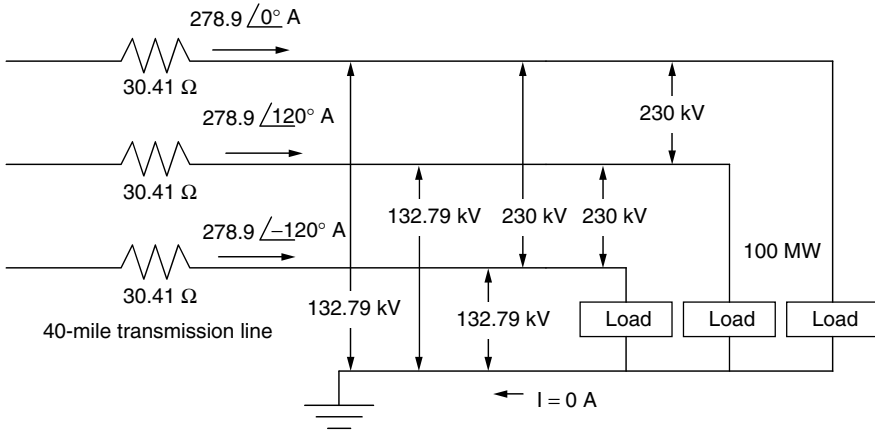 278.9 /0° A
30.41 Ω
278.9 /120° A
30.41 Ω
278.9 /−120° A
30.41 Ω
40-mile transmission line
230 kV
132.79 kV
230 kV
230 kV
132.79 kV
132.79 kV
100 MW
Load
Load
Load
I = 0 A